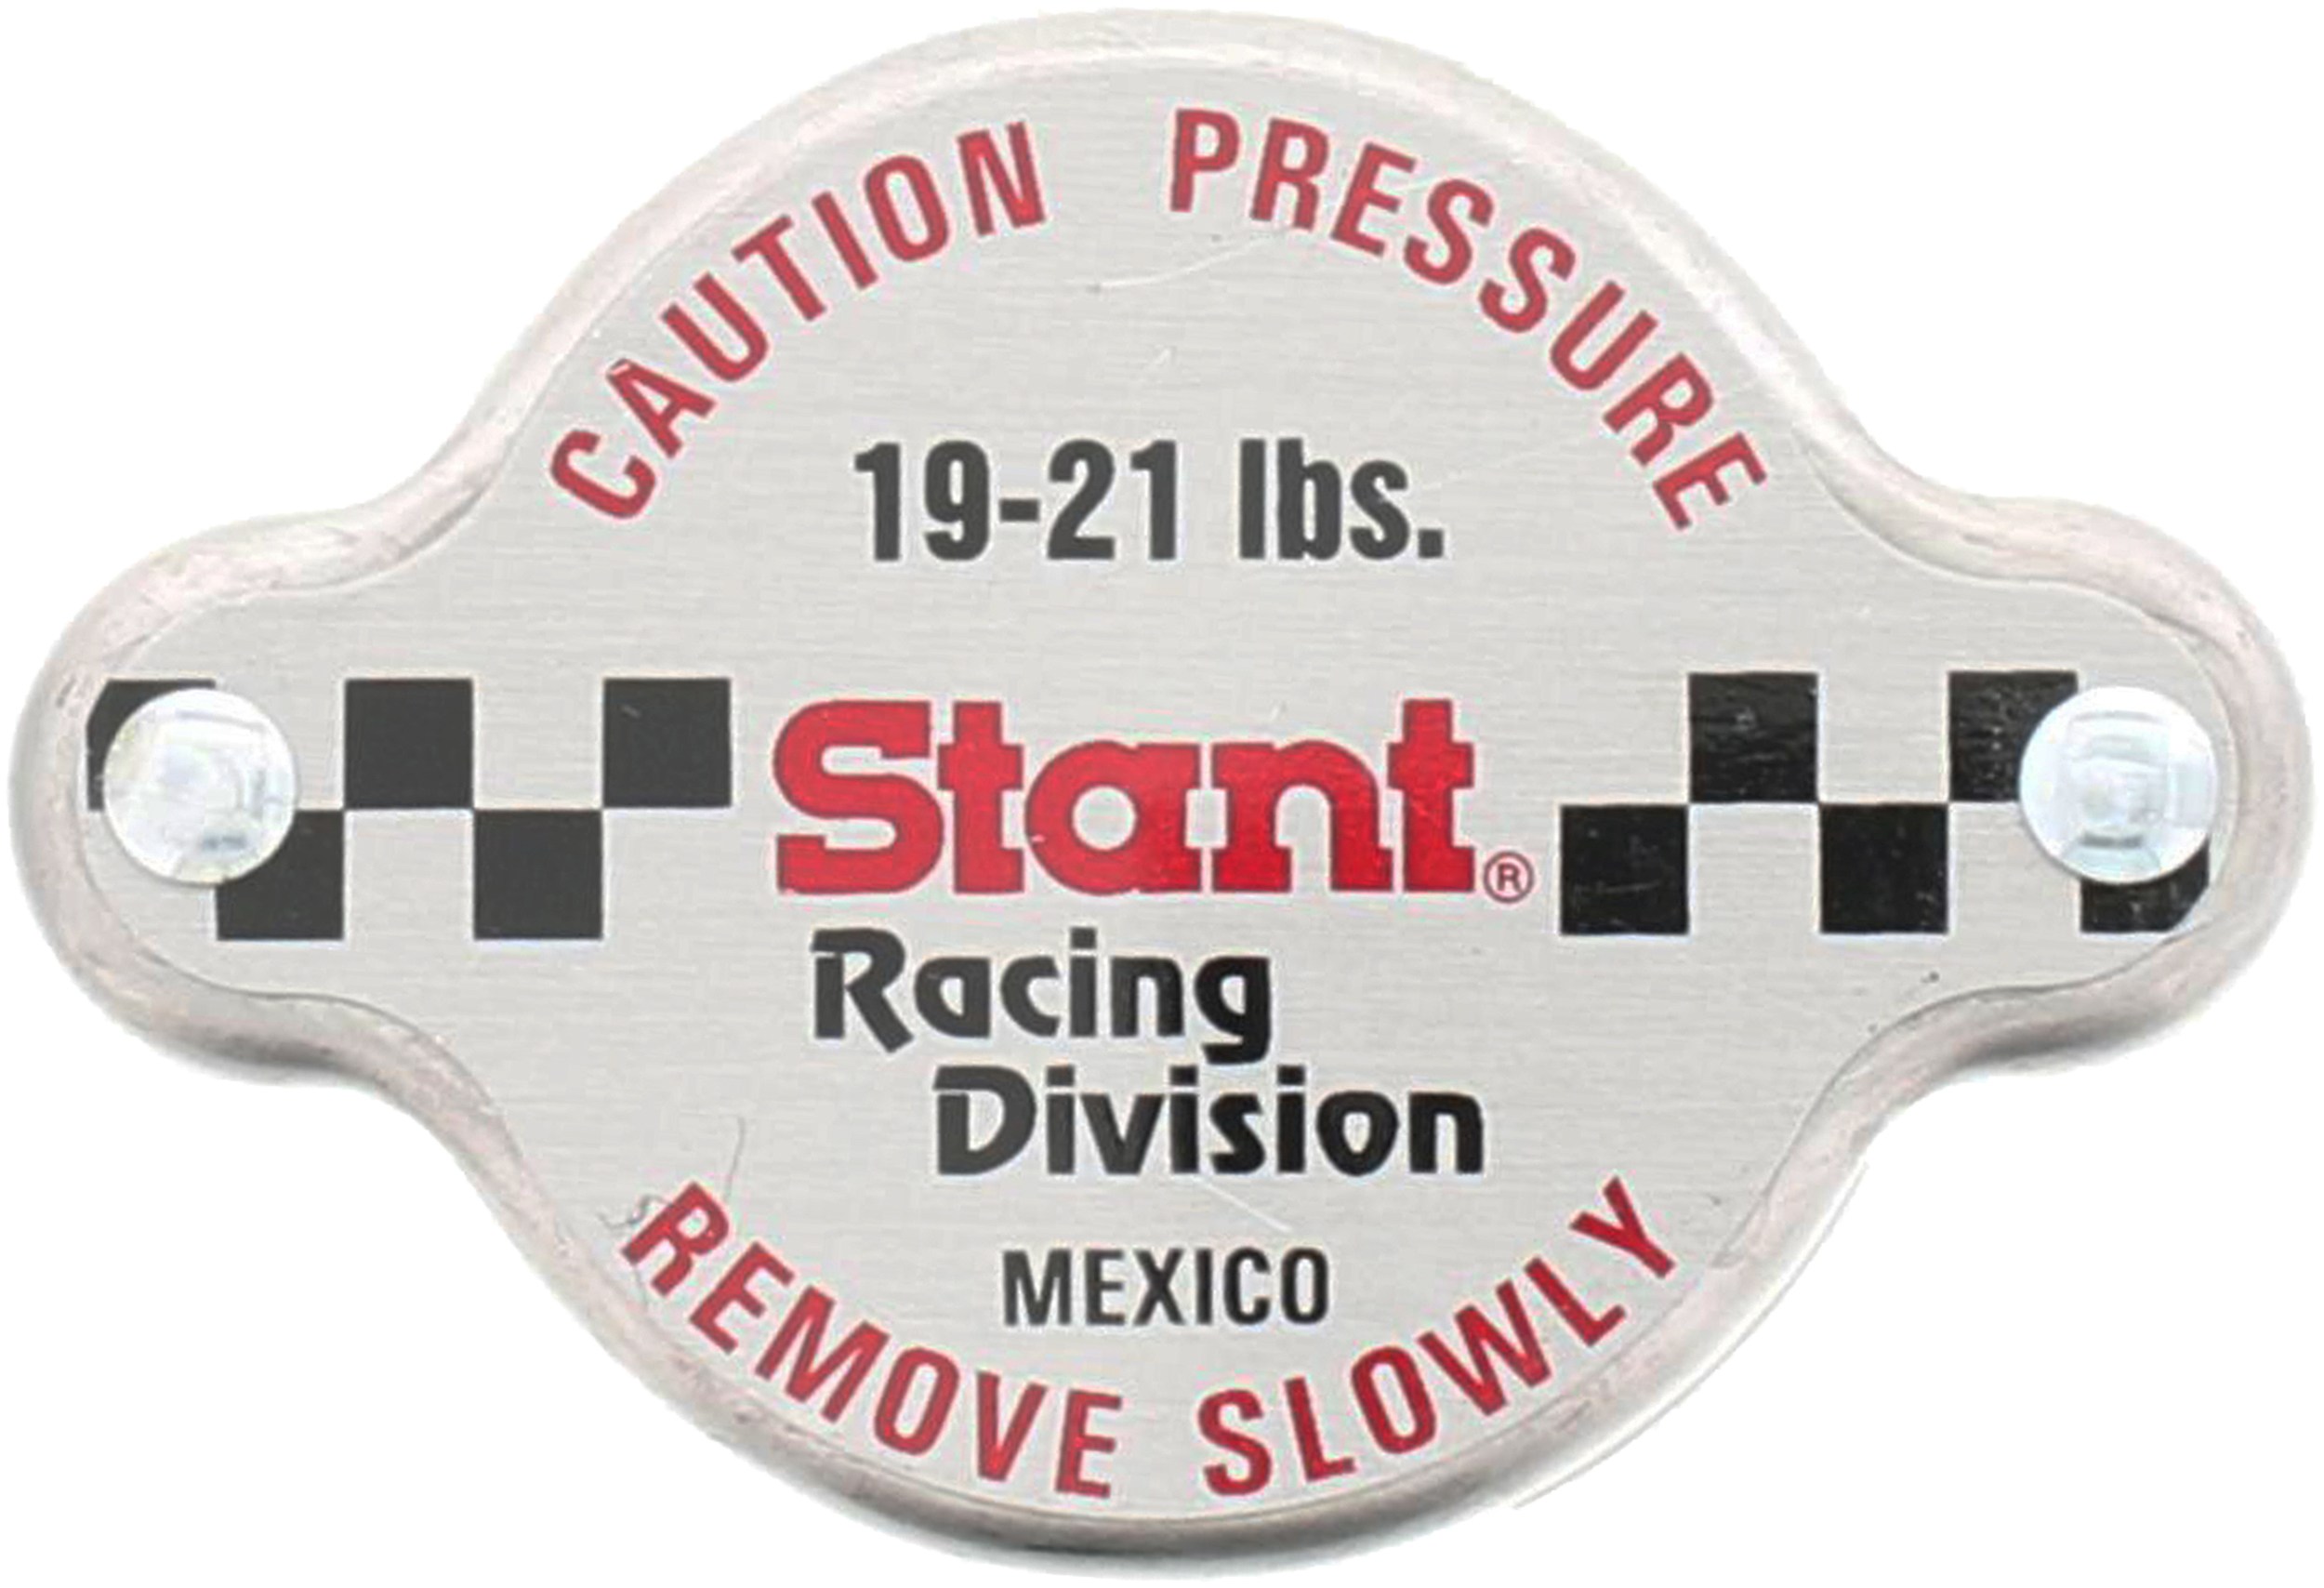 CAUTION PRESSURE
19-21 lbs.
Stant®
Racing
Division
MEXICO
REMOVE SLOWLY